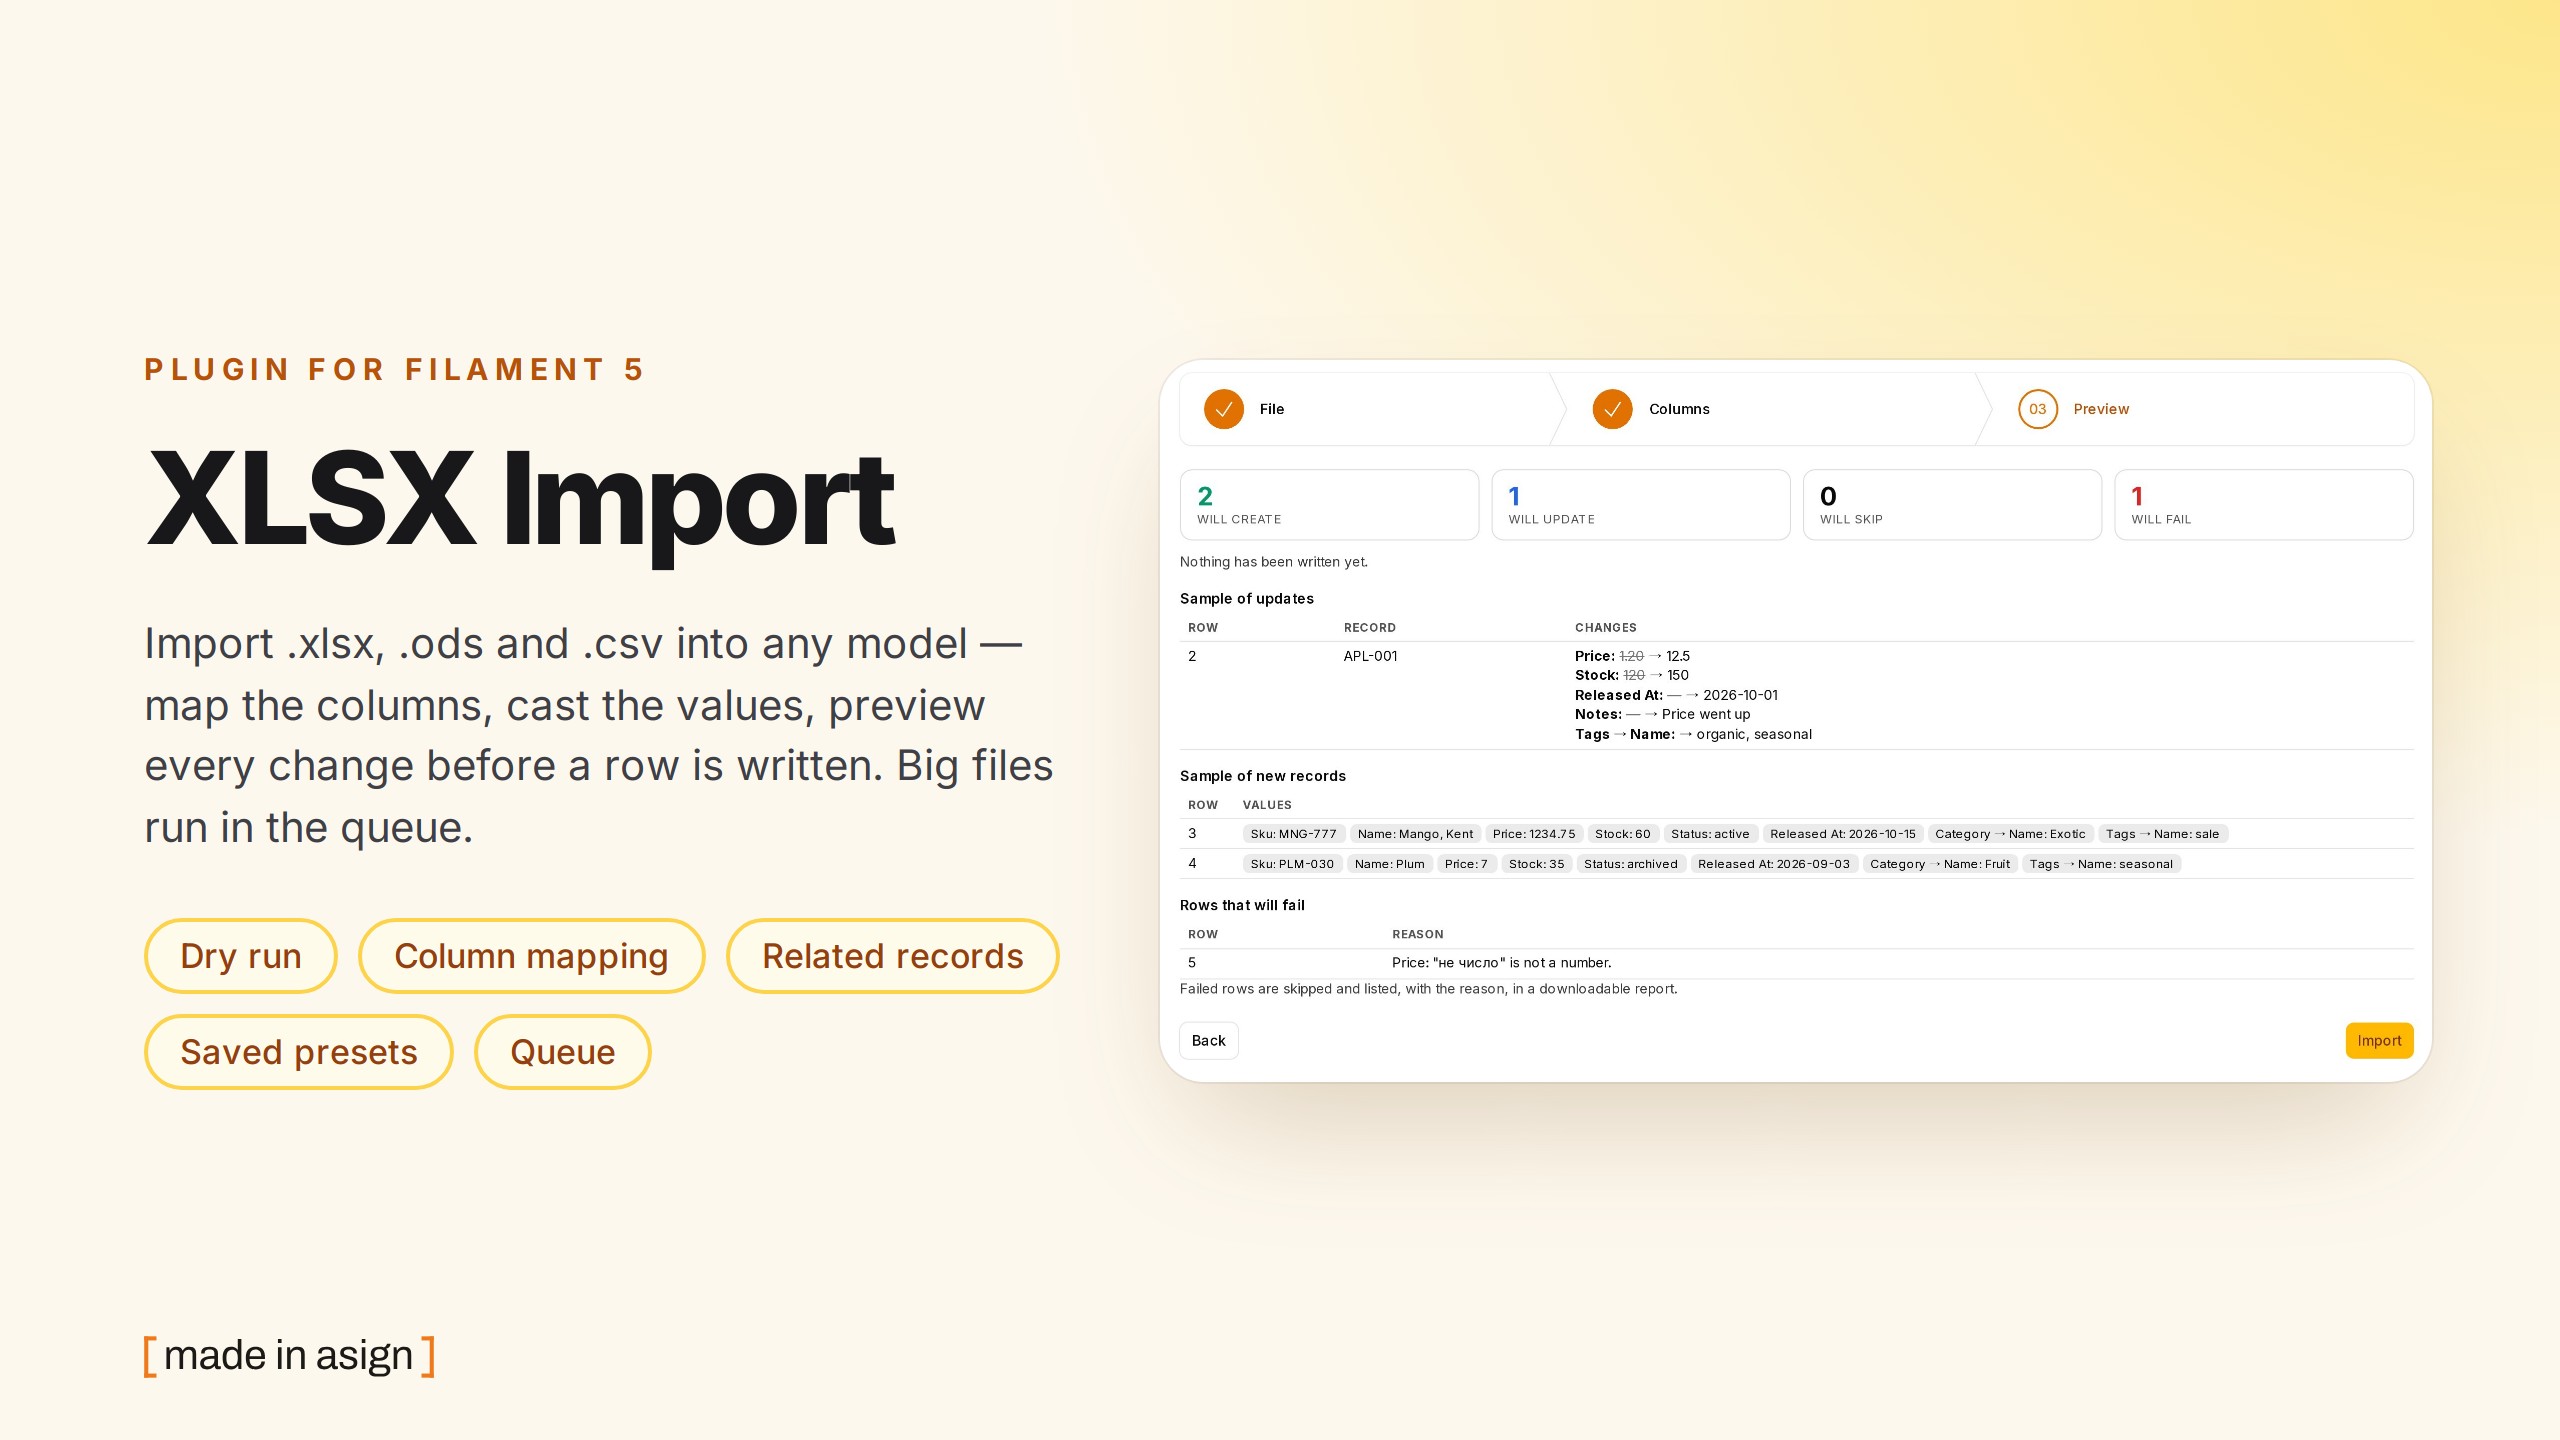 PLUGIN FOR FILAMENT 5
XLSX Import
Import .xlsx, .ods and .csv into any model —
map the columns, cast the values, preview
every change before a row is written. Big files
run in the queue.
Dry run
Column mapping
Related records
Saved presets
Queue
[ made in asign ]
File
Columns
03 Preview
2
WILL CREATE
1
WILL UPDATE
0
WILL SKIP
1
WILL FAIL
Nothing has been written yet.
Sample of updates
ROW RECORD CHANGES
2 APL-001 Price: 1.20 → 12.5
Stock: 120 → 150
Released At: — → 2026-10-01
Notes: — → Price went up
Tags → Name: → organic, seasonal
Sample of new records
ROW VALUES
3 Sku: MNG-777 Name: Mango, Kent Price: 1234.75 Stock: 60 Status: active Released At: 2026-10-15 Category → Name: Exotic Tags → Name: sale
4 Sku: PLM-030 Name: Plum Price: 7 Stock: 35 Status: archived Released At: 2026-09-03 Category → Name: Fruit Tags → Name: seasonal
Rows that will fail
ROW REASON
5 Price: "не число" is not a number.
Failed rows are skipped and listed, with the reason, in a downloadable report.
Back
Import